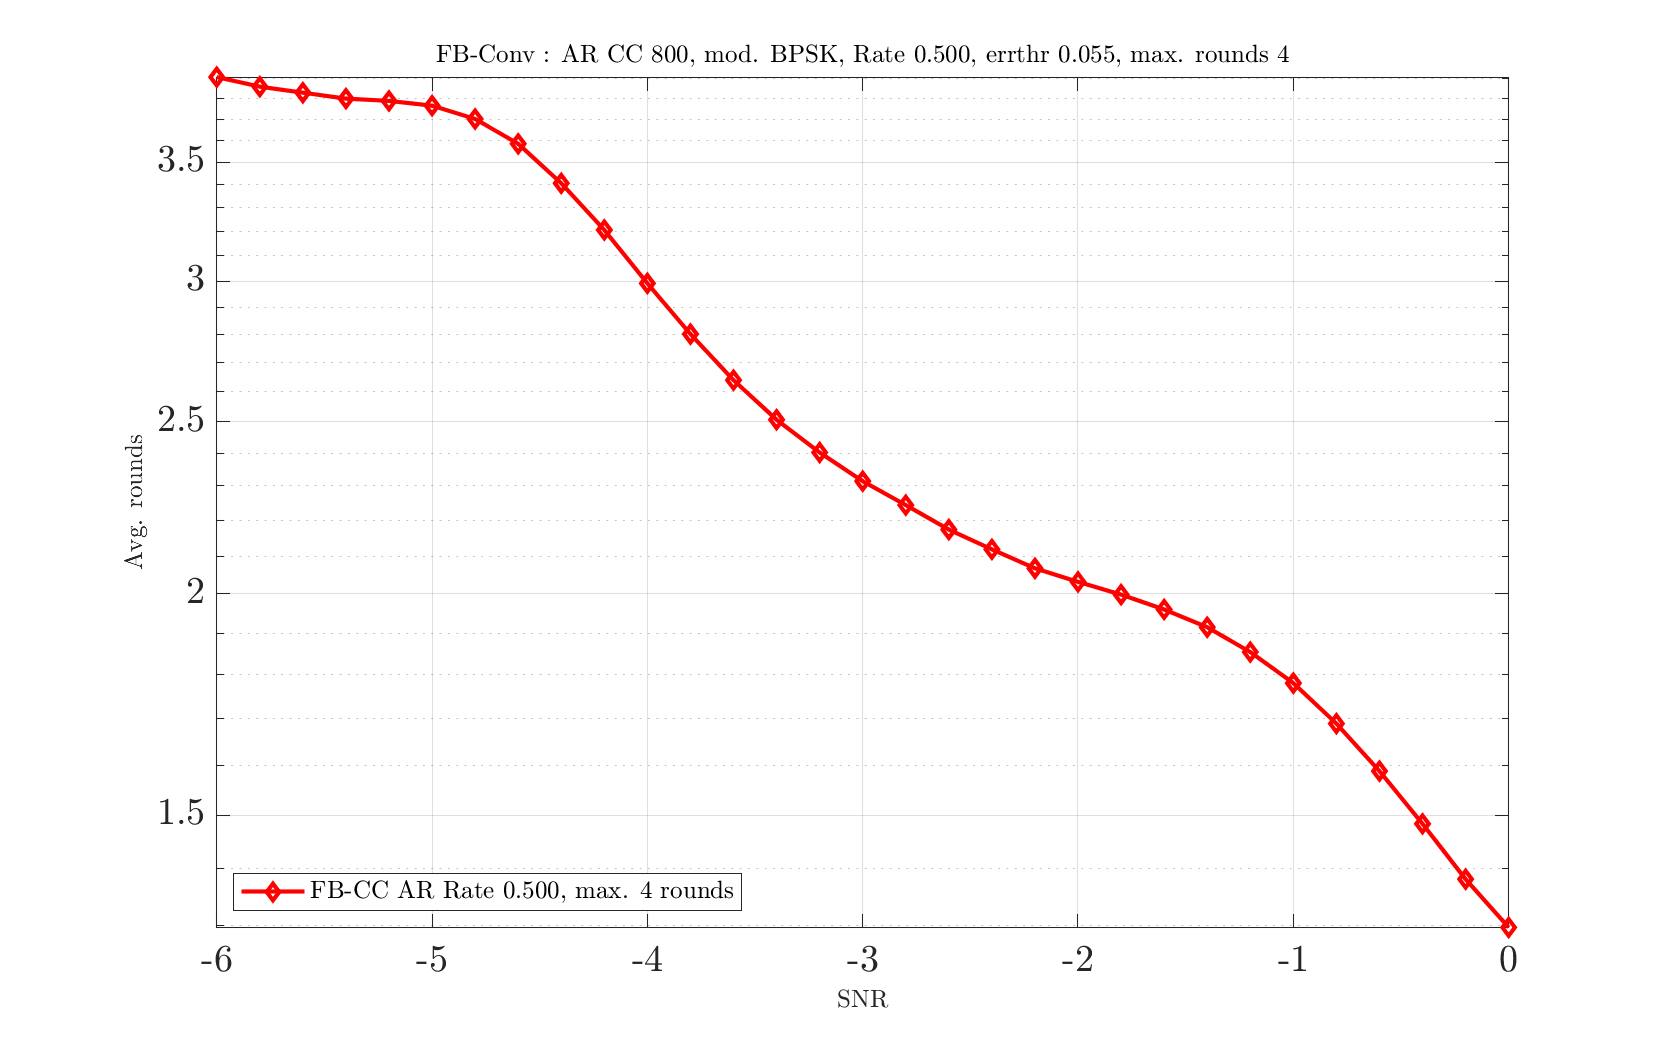 FB-Conv : AR CC 800, mod. BPSK, Rate 0.500, errthr 0.055, max. rounds 4
3.5
3
2.5
2
1.5
Avg. rounds
FB-CC AR Rate 0.500, max. 4 rounds
-6 -5 -4 -3 -2 -1 0
SNR